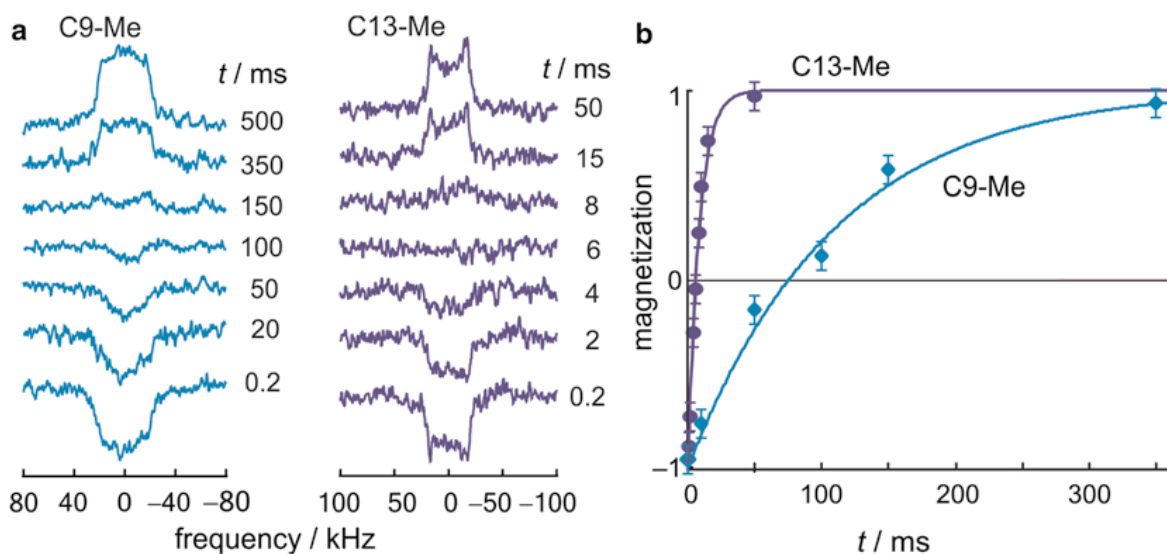 a
C9-Me
t / ms
500
350
150
100
50
20
0.2
80 40 0 −40 −80
C13-Me
50
15
8
6
4
2
0.2
100 50 0 −50 −100
frequency / kHz
b
C13-Me
C9-Me
magnetization
1
0
−1
0 100 200 300
t / ms